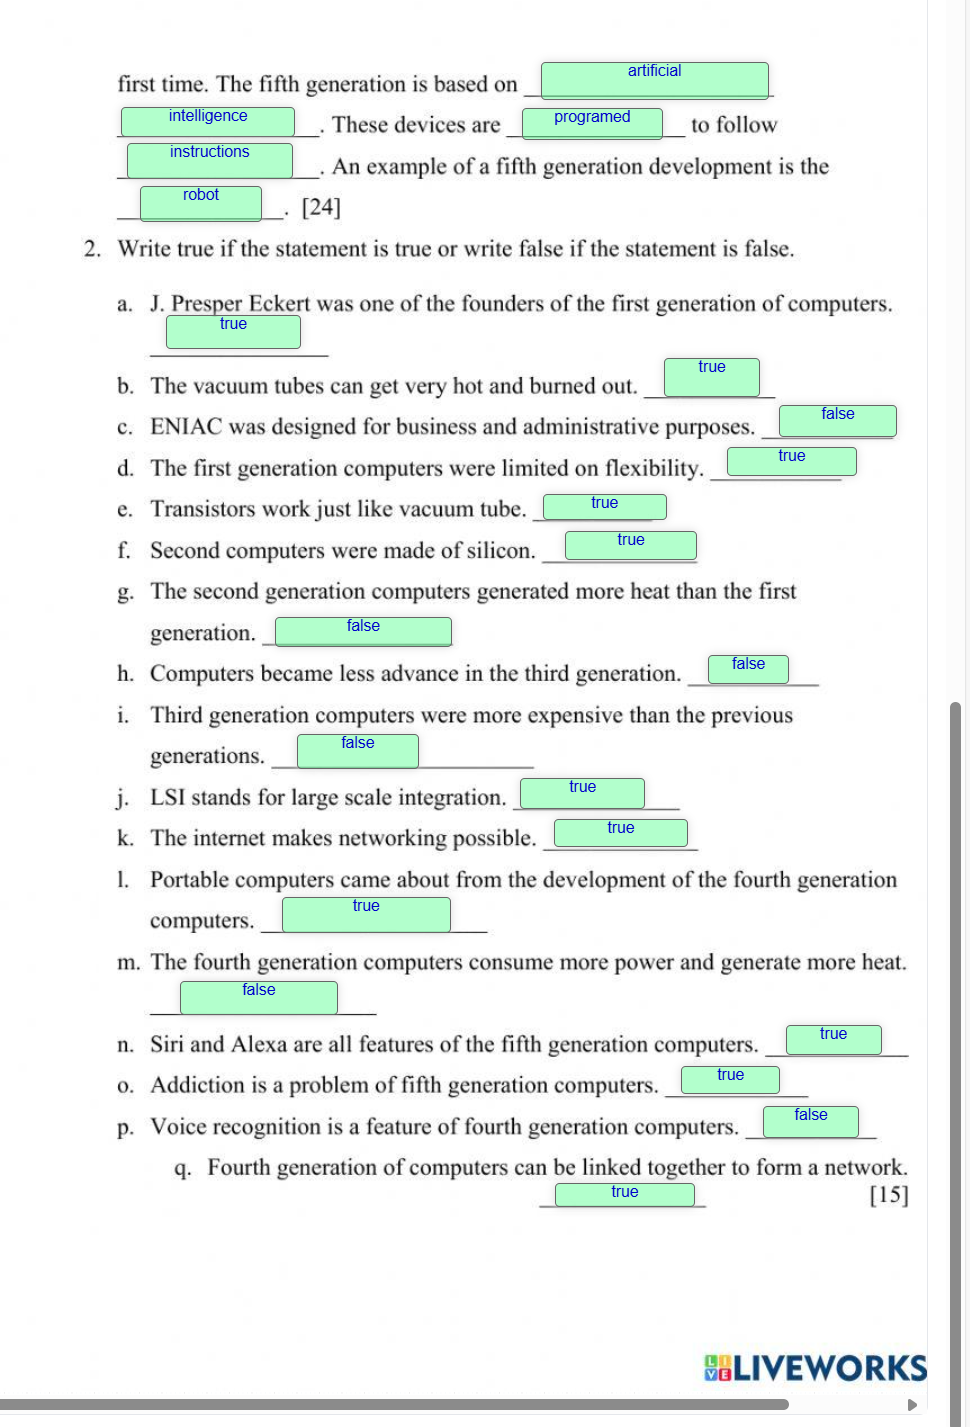 first time. The fifth generation is based on artificial
intelligence. These devices are programed to follow
instructions. An example of a fifth generation development is the
robot. [24]
2. Write true if the statement is true or write false if the statement is false.
a. J. Presper Eckert was one of the founders of the first generation of computers.
true
b. The vacuum tubes can get very hot and burned out. true
c. ENIAC was designed for business and administrative purposes. false
d. The first generation computers were limited on flexibility. true
e. Transistors work just like vacuum tube. true
f. Second computers were made of silicon. true
g. The second generation computers generated more heat than the first
generation. false
h. Computers became less advance in the third generation. false
i. Third generation computers were more expensive than the previous
generations. false
j. LSI stands for large scale integration. true
k. The internet makes networking possible. true
l. Portable computers came about from the development of the fourth generation
computers. true
m. The fourth generation computers consume more power and generate more heat.
false
n. Siri and Alexa are all features of the fifth generation computers. true
o. Addiction is a problem of fifth generation computers. true
p. Voice recognition is a feature of fourth generation computers. false
q. Fourth generation of computers can be linked together to form a network.
true [15]
LIVE LIVEWORKS